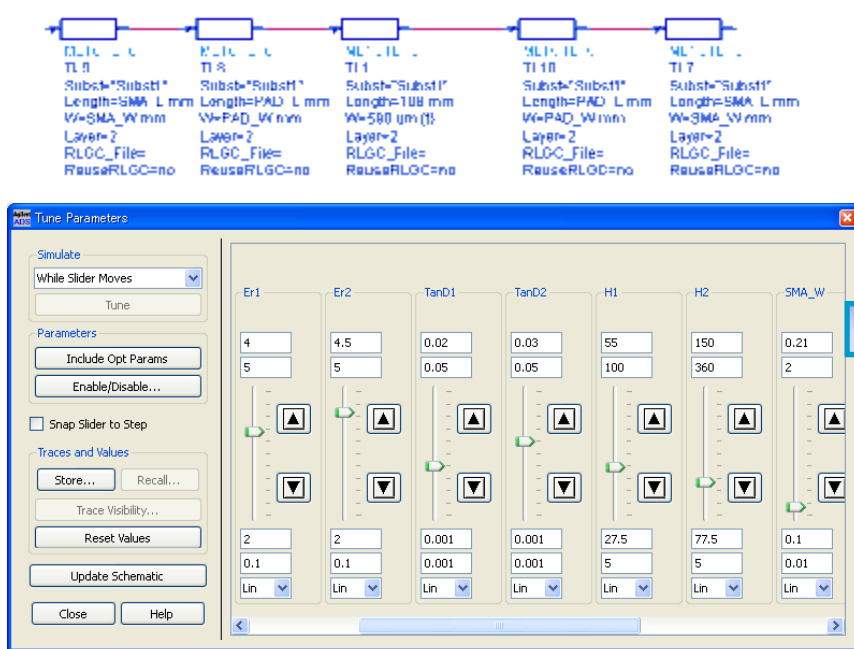 TL9
Subst="Subst1"
Length=SMA_L mm
W=SMA_W mm
Layer=2
RLGC_File=
ReuseRLGC=no
TL8
Subst="Subst1"
Length=PAD_L mm
W=PAD_W mm
Layer=2
RLGC_File=
ReuseRLGC=no
TL1
Subst="Subst1"
mm
W=590 um {t}
Layer=2
RLGC_File=
ReuseRLGC=no
TL10
Subst="Subst1"
Length=PAD_L mm
W=PAD_W mm
Layer=2
RLGC_File=
ReuseRLGC=no
TL7
Subst="Subst1"
Length=SMA_L mm
W=SMA_W mm
Layer=2
RLGC_File=
ReuseRLGC=no
Agilent
ADS
Tune Parameters
Simulate
While Slider Moves
Tune
Parameters
Include Opt Params
Enable/Disable...
Snap Slider to Step
Traces and Values
Store... Recall...
Trace Visibility...
Reset Values
Update Schematic
Close Help
Er1 Er2 TanD1 TanD2 H1 H2 SMA_W
4 4.5 0.02 0.03 55 150 0.21
5 5 0.05 0.05 100 360 2
2 2 0.001 0.001 27.5 77.5 0.1
0.1 0.1 0.001 0.001 5 5 0.01
Lin Lin Lin Lin Lin Lin Lin